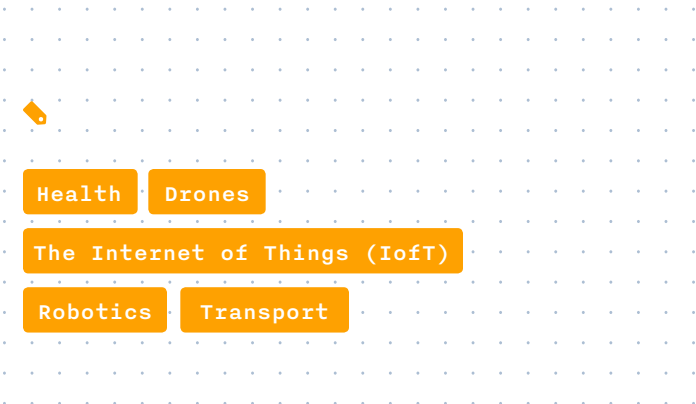 Health Drones
The Internet of Things (IofT)
Robotics Transport